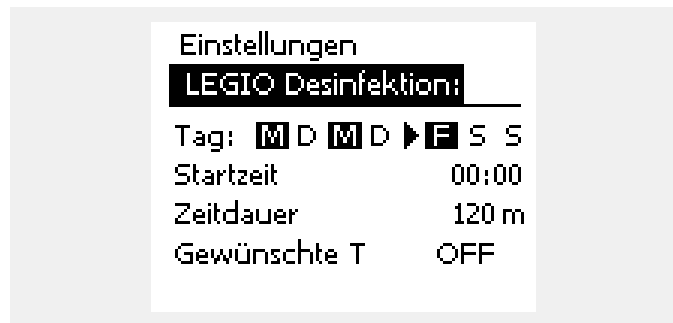 Einstellungen
LEGIO Desinfektion:
Tag: M D M D ▶ F S S
Startzeit 00:00
Zeitdauer 120 m
Gewünschte T OFF